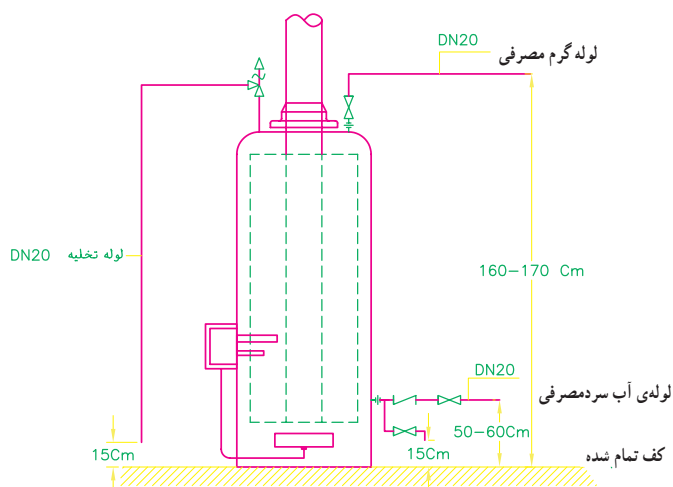 DN20
لوله گرم مصرفی
DN20 لوله تخلیه
160-170 Cm
DN20
لوله‌ی آب سردمصرفی
50-60Cm
15Cm
15Cm
کف تمام شده